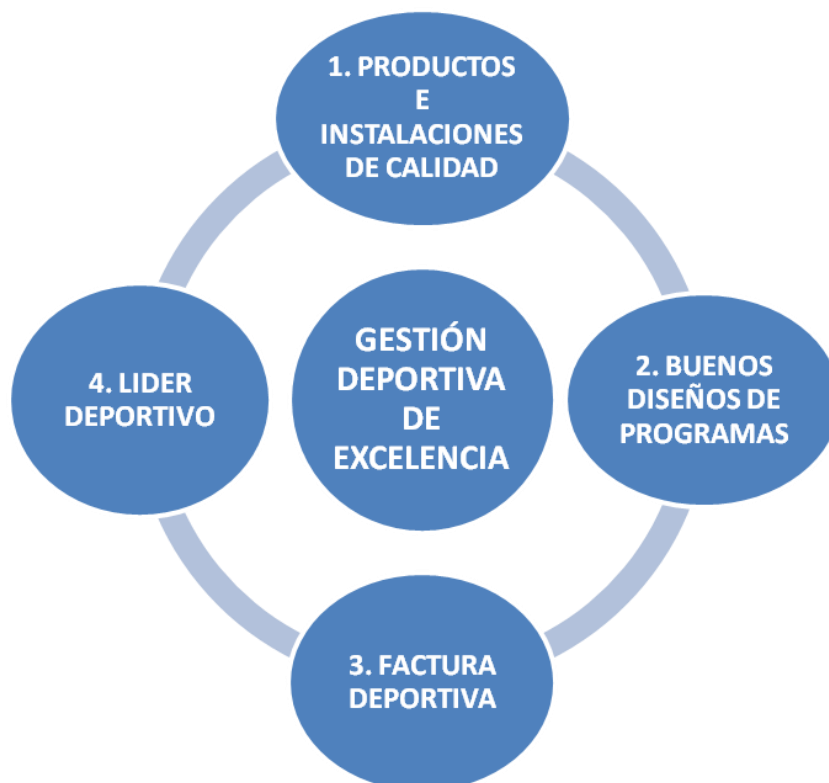 1. PRODUCTOS
E
INSTALACIONES
DE CALIDAD
GESTIÓN
DEPORTIVA
DE
EXCELENCIA
4. LIDER
DEPORTIVO
2. BUENOS
DISEÑOS DE
PROGRAMAS
3. FACTURA
DEPORTIVA